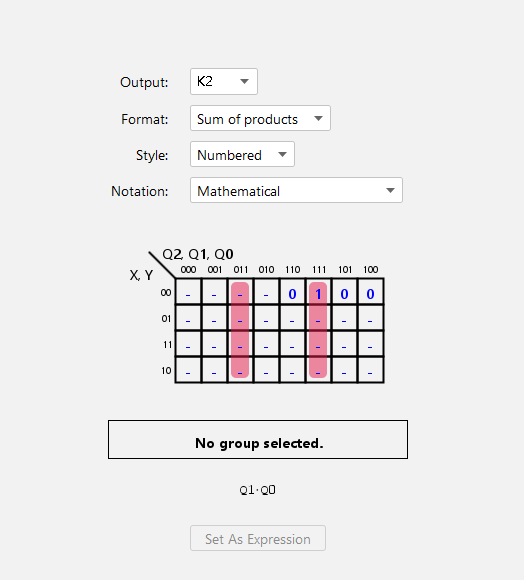 Output: K2
Format: Sum of products
Style: Numbered
Notation: Mathematical
Q2, Q1, Q0
X, Y
000 001 011 010 110 111 101 100
00 - - - - 0 1 0 0
01 - - - - - - - -
11 - - - - - - - -
10 - - - - - - - -
No group selected.
Q1·Q0
Set As Expression